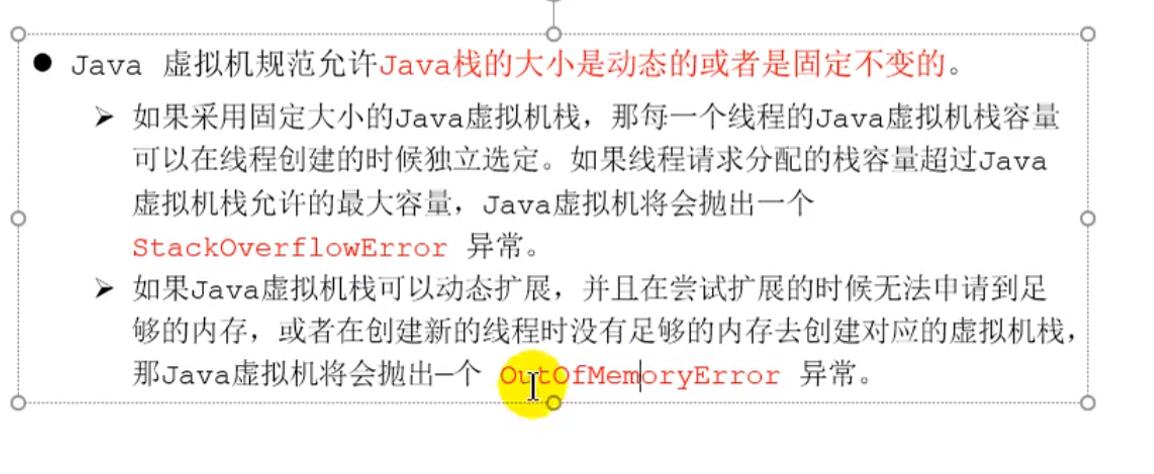 ● Java 虚拟机规范允许Java栈的大小是动态的或者是固定不变的。
➢ 如果采用固定大小的Java虚拟机栈，那每一个线程的Java虚拟机栈容量
可以在线程创建的时候独立选定。如果线程请求分配的栈容量超过Java
虚拟机栈允许的最大容量，Java虚拟机将会抛出一个
StackOverflowError 异常。
➢ 如果Java虚拟机栈可以动态扩展，并且在尝试扩展的时候无法申请到足
够的内存，或者在创建新的线程时没有足够的内存去创建对应的虚拟机栈，
那Java虚拟机将会抛出一个 OutOfMemoryError 异常。